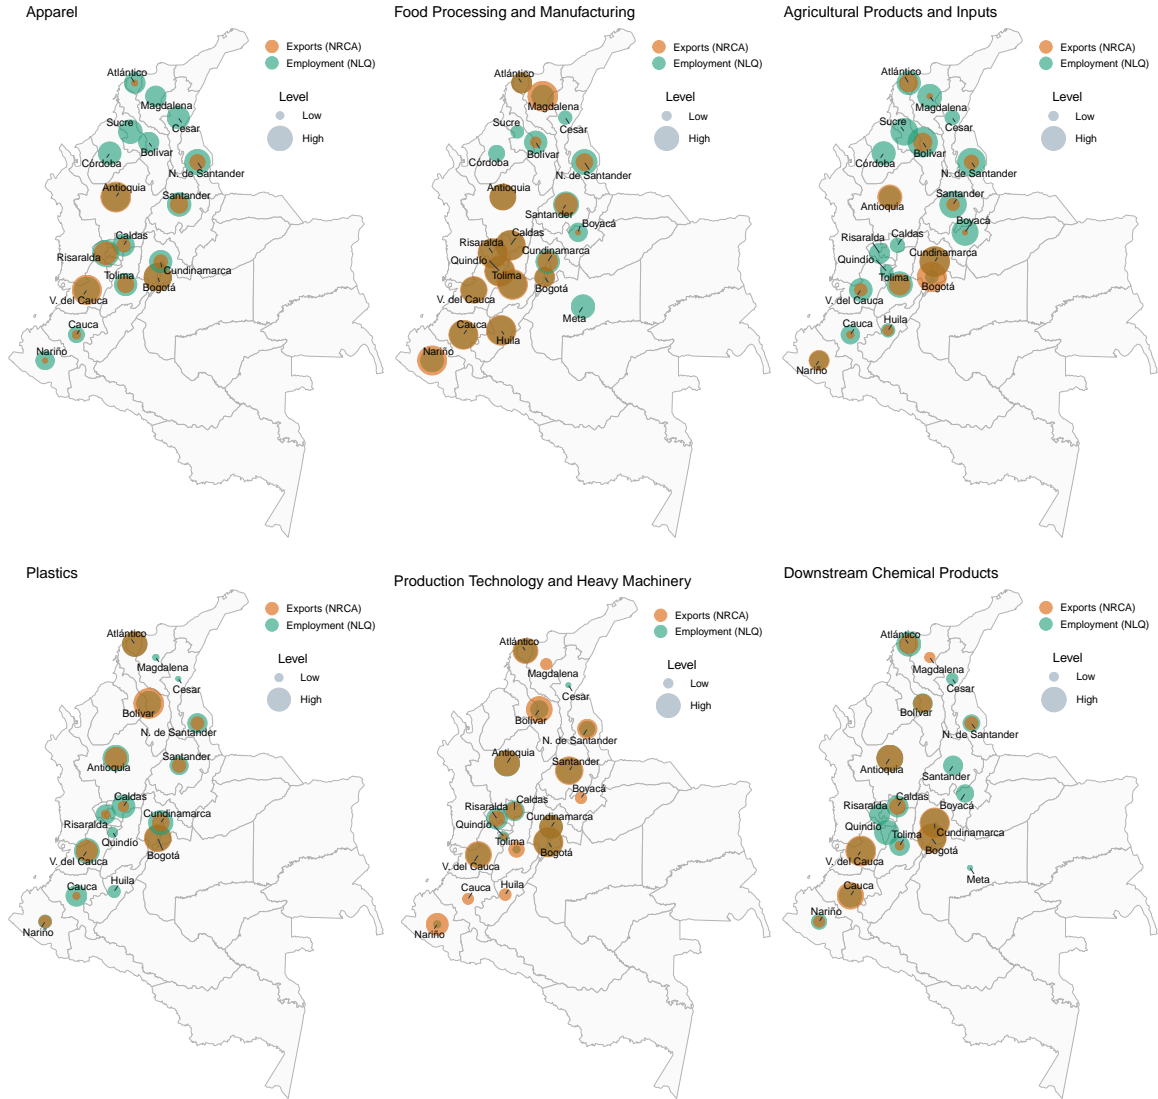 Apparel
Exports (NRCA)
Employment (NLQ)
Level
Low
High
Atlántico
Magdalena
Cesar
Sucre
Bolivar
Córdoba
N. de Santander
Antioquia
Santander
Caldas
Risaralda
Cundinamarca
Tolima
Bogotá
V. del Cauca
Cauca
Nariño
Food Processing and Manufacturing
Exports (NRCA)
Employment (NLQ)
Level
Low
High
Atlántico
Magdalena
Sucre
Cesar
Bolivar
Córdoba
N. de Santander
Antioquia
Santander
Boyacá
Caldas
Risaralda
Cundinamarca
Quindío
Tolima
Bogotá
V. del Cauca
Meta
Cauca
Huila
Nariño
Agricultural Products and Inputs
Exports (NRCA)
Employment (NLQ)
Level
Low
High
Atlántico
Magdalena
Cesar
Sucre
Bolivar
Córdoba
N. de Santander
Santander
Antioquia
Boyacá
Caldas
Risaralda
Cundinamarca
Quindío
Tolima
Bogotá
V. del Cauca
Huila
Cauca
Nariño
Plastics
Exports (NRCA)
Employment (NLQ)
Level
Low
High
Atlántico
Magdalena
Cesar
Bolivar
N. de Santander
Santander
Antioquia
Caldas
Cundinamarca
Risaralda
Quindío
Bogotá
V. del Cauca
Huila
Cauca
Nariño
Production Technology and Heavy Machinery
Exports (NRCA)
Employment (NLQ)
Level
Low
High
Atlántico
Magdalena
Cesar
Bolivar
N. de Santander
Antioquia
Santander
Boyacá
Caldas
Risaralda
Cundinamarca
Quindío
Tolima
Bogotá
V. del Cauca
Huila
Cauca
Nariño
Downstream Chemical Products
Exports (NRCA)
Employment (NLQ)
Level
Low
High
Atlántico
Magdalena
Cesar
Bolivar
N. de Santander
Antioquia
Santander
Caldas
Boyacá
Risaralda
Quindío
Tolima
Cundinamarca
Bogotá
V. del Cauca
Meta
Cauca
Nariño